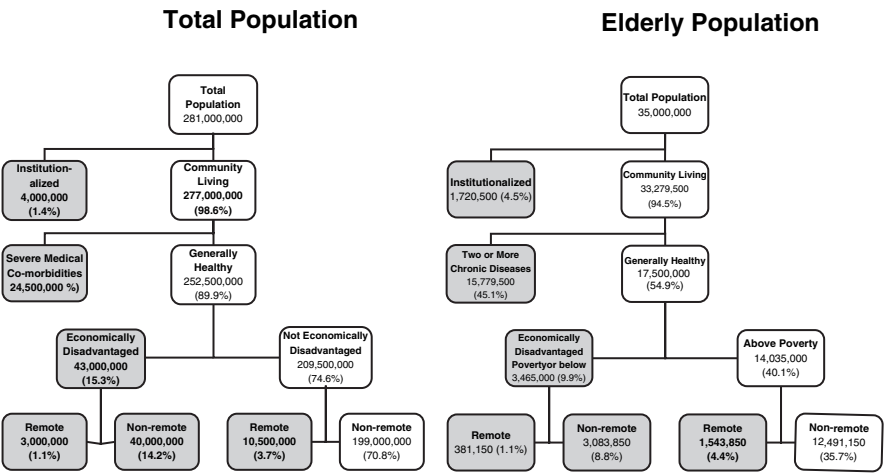 Total Population
Total
Population
281,000,000
Institution-
alized
4,000,000
(1.4%)
Community
Living
277,000,000
(98.6%)
Severe Medical
Co-morbidities
24,500,000 %)
Generally
Healthy
252,500,000
(89.9%)
Economically
Disadvantaged
43,000,000
(15.3%)
Not Economically
Disadvantaged
209,500,000
(74.6%)
Remote
3,000,000
(1.1%)
Non-remote
40,000,000
(14.2%)
Remote
10,500,000
(3.7%)
Non-remote
199,000,000
(70.8%)
Elderly Population
Total Population
35,000,000
Institutionalized
1,720,500 (4.5%)
Community Living
33,279,500
(94.5%)
Two or More
Chronic Diseases
15,779,500
(45.1%)
Generally Healthy
17,500,000
(54.9%)
Economically
Disadvantaged
Povertyor below
3,465,000 (9.9%)
Above Poverty
14,035,000
(40.1%)
Remote
381,150 (1.1%)
Non-remote
3,083,850
(8.8%)
Remote
1,543,850
(4.4%)
Non-remote
12,491,150
(35.7%)